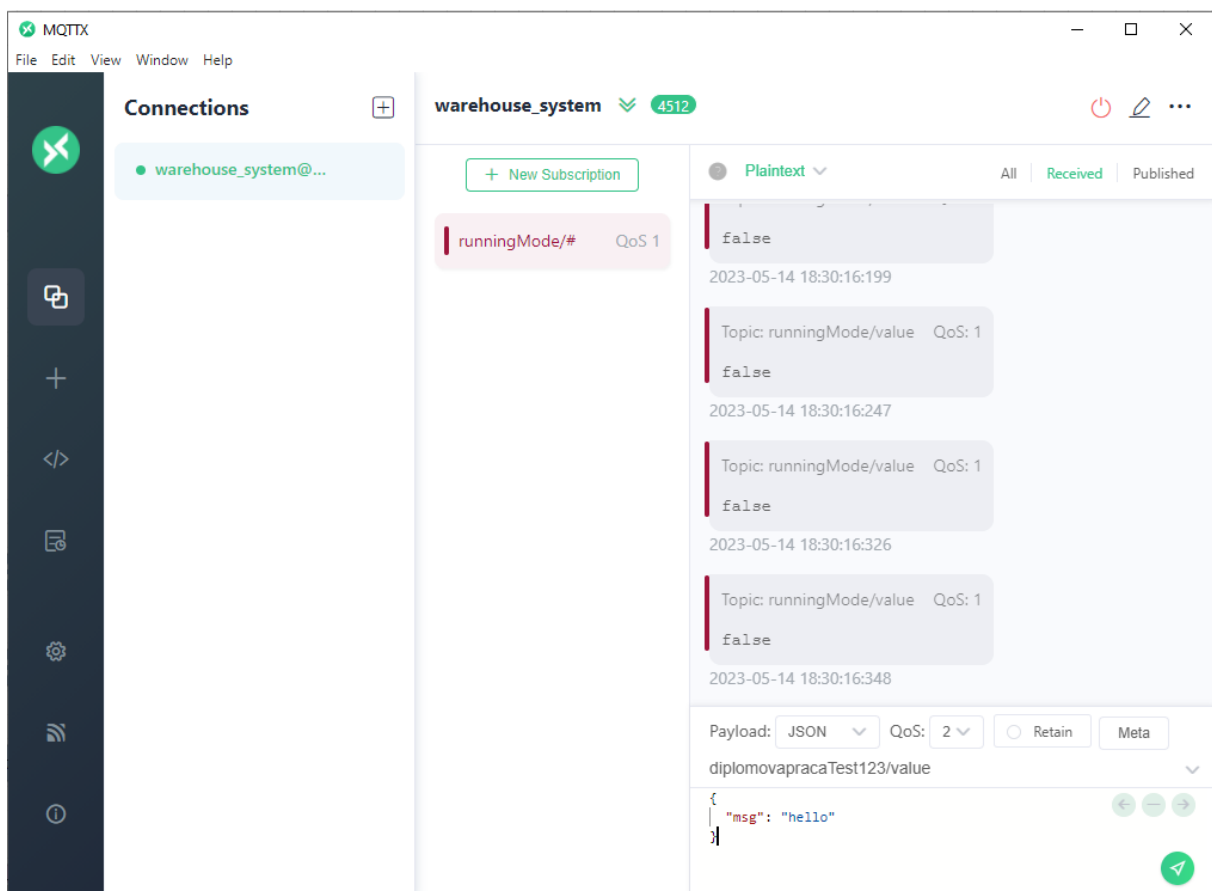 MQTTX
File Edit View Window Help
Connections
warehouse_system@...
warehouse_system 4512
+ New Subscription
runningMode/# QoS 1
Plaintext All Received Published
false
2023-05-14 18:30:16:199
Topic: runningMode/value QoS: 1
false
2023-05-14 18:30:16:247
Topic: runningMode/value QoS: 1
false
2023-05-14 18:30:16:326
Topic: runningMode/value QoS: 1
false
2023-05-14 18:30:16:348
Payload: JSON QoS: 2 Retain Meta
diplomovapracaTest123/value
{
"msg": "hello"
}